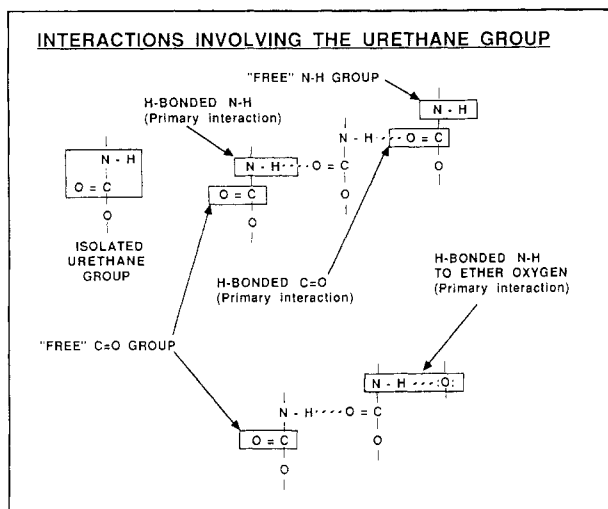 INTERACTIONS INVOLVING THE URETHANE GROUP
"FREE" N-H GROUP
H-BONDED N-H
(Primary interaction)
N - H
N - H
O = C
N - H
O = C
O
N - H
O = C
O
O = C
O
O
ISOLATED
URETHANE
GROUP
H-BONDED C=O
(Primary interaction)
H-BONDED N-H
TO ETHER OXYGEN
(Primary interaction)
"FREE" C=O GROUP
N - H
:O:
N - H
O = C
O = C
O
O